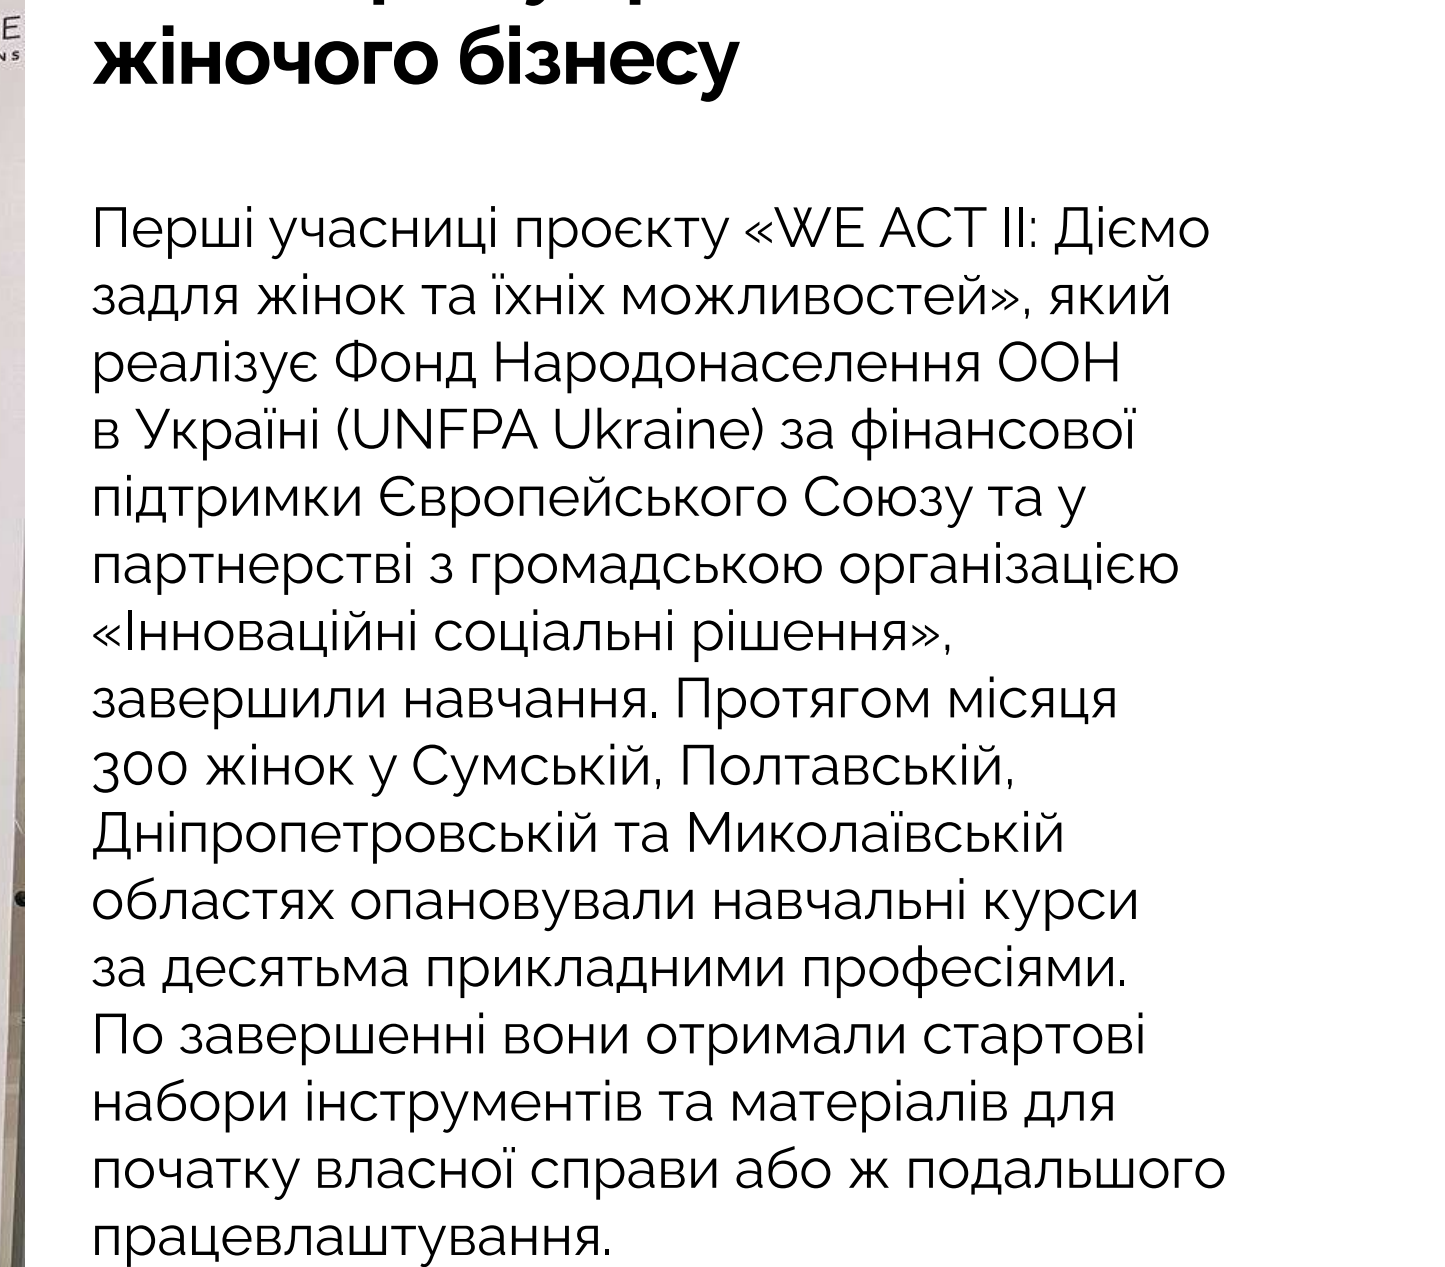 жіночого бізнесу
Перші учасниці проєкту «WE ACT II: Діємо
задля жінок та їхніх можливостей», який
реалізує Фонд Народонаселення ООН
в Україні (UNFPA Ukraine) за фінансової
підтримки Європейського Союзу та у
партнерстві з громадською організацією
«Інноваційні соціальні рішення»,
завершили навчання. Протягом місяця
300 жінок у Сумській, Полтавській,
Дніпропетровській та Миколаївській
областях опановували навчальні курси
за десятьма прикладними професіями.
По завершенні вони отримали стартові
набори інструментів та матеріалів для
початку власної справи або ж подальшого
працевлаштування.